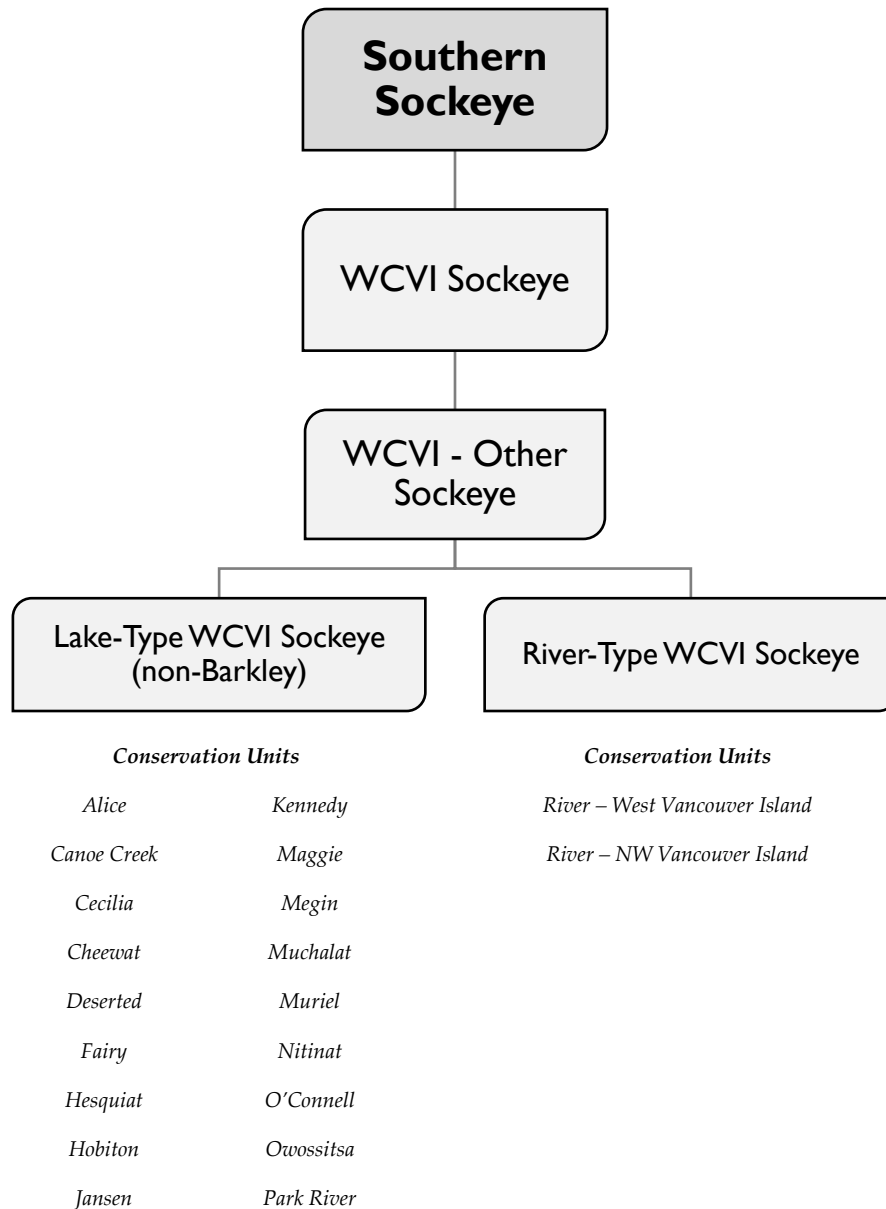 Southern
Sockeye
WCVI Sockeye
WCVI - Other
Sockeye
Lake-Type WCVI Sockeye
(non-Barkley)
River-Type WCVI Sockeye
Conservation Units
Conservation Units
Alice Kennedy River – West Vancouver Island
Canoe Creek Maggie River – NW Vancouver Island
Cecilia Megin
Cheewat Muchalat
Deserted Muriel
Fairy Nitinat
Hesquiat O’Connell
Hobiton Owossitsa
Jansen Park River